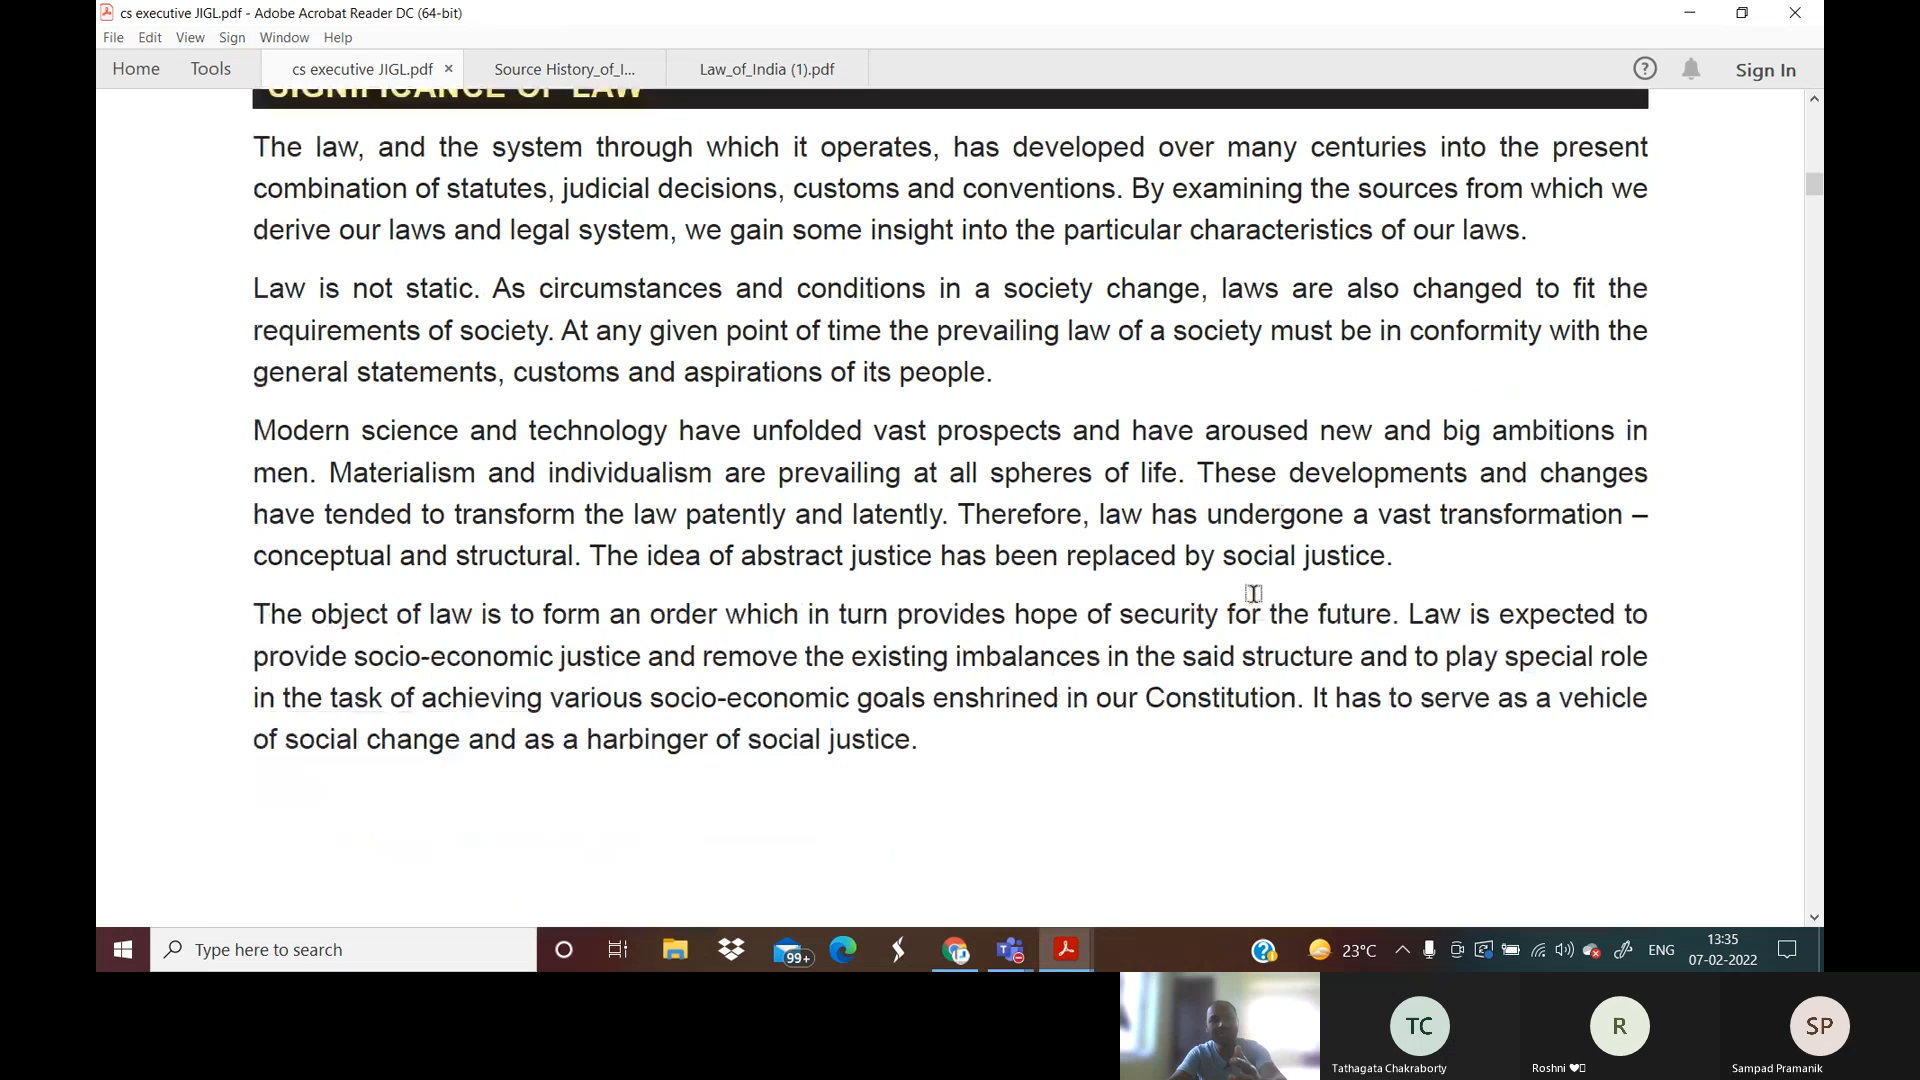 cs executive JIGL.pdf - Adobe Acrobat Reader DC (64-bit)
File Edit View Sign Window Help
Home Tools cs executive JIGL.pdf × Source History_of_I... Law_of_India (1).pdf Sign In
SIGNIFICANCE OF LAW
The law, and the system through which it operates, has developed over many centuries into the present
combination of statutes, judicial decisions, customs and conventions. By examining the sources from which we
derive our laws and legal system, we gain some insight into the particular characteristics of our laws.
Law is not static. As circumstances and conditions in a society change, laws are also changed to fit the
requirements of society. At any given point of time the prevailing law of a society must be in conformity with the
general statements, customs and aspirations of its people.
Modern science and technology have unfolded vast prospects and have aroused new and big ambitions in
men. Materialism and individualism are prevailing at all spheres of life. These developments and changes
have tended to transform the law patently and latently. Therefore, law has undergone a vast transformation –
conceptual and structural. The idea of abstract justice has been replaced by social justice.
The object of law is to form an order which in turn provides hope of security for the future. Law is expected to
provide socio-economic justice and remove the existing imbalances in the said structure and to play special role
in the task of achieving various socio-economic goals enshrined in our Constitution. It has to serve as a vehicle
of social change and as a harbinger of social justice.
Type here to search 99+ 23°C ENG 13:35
07-02-2022
TC R SP
Tathagata Chakraborty Roshni ❤ Sampad Pramanik